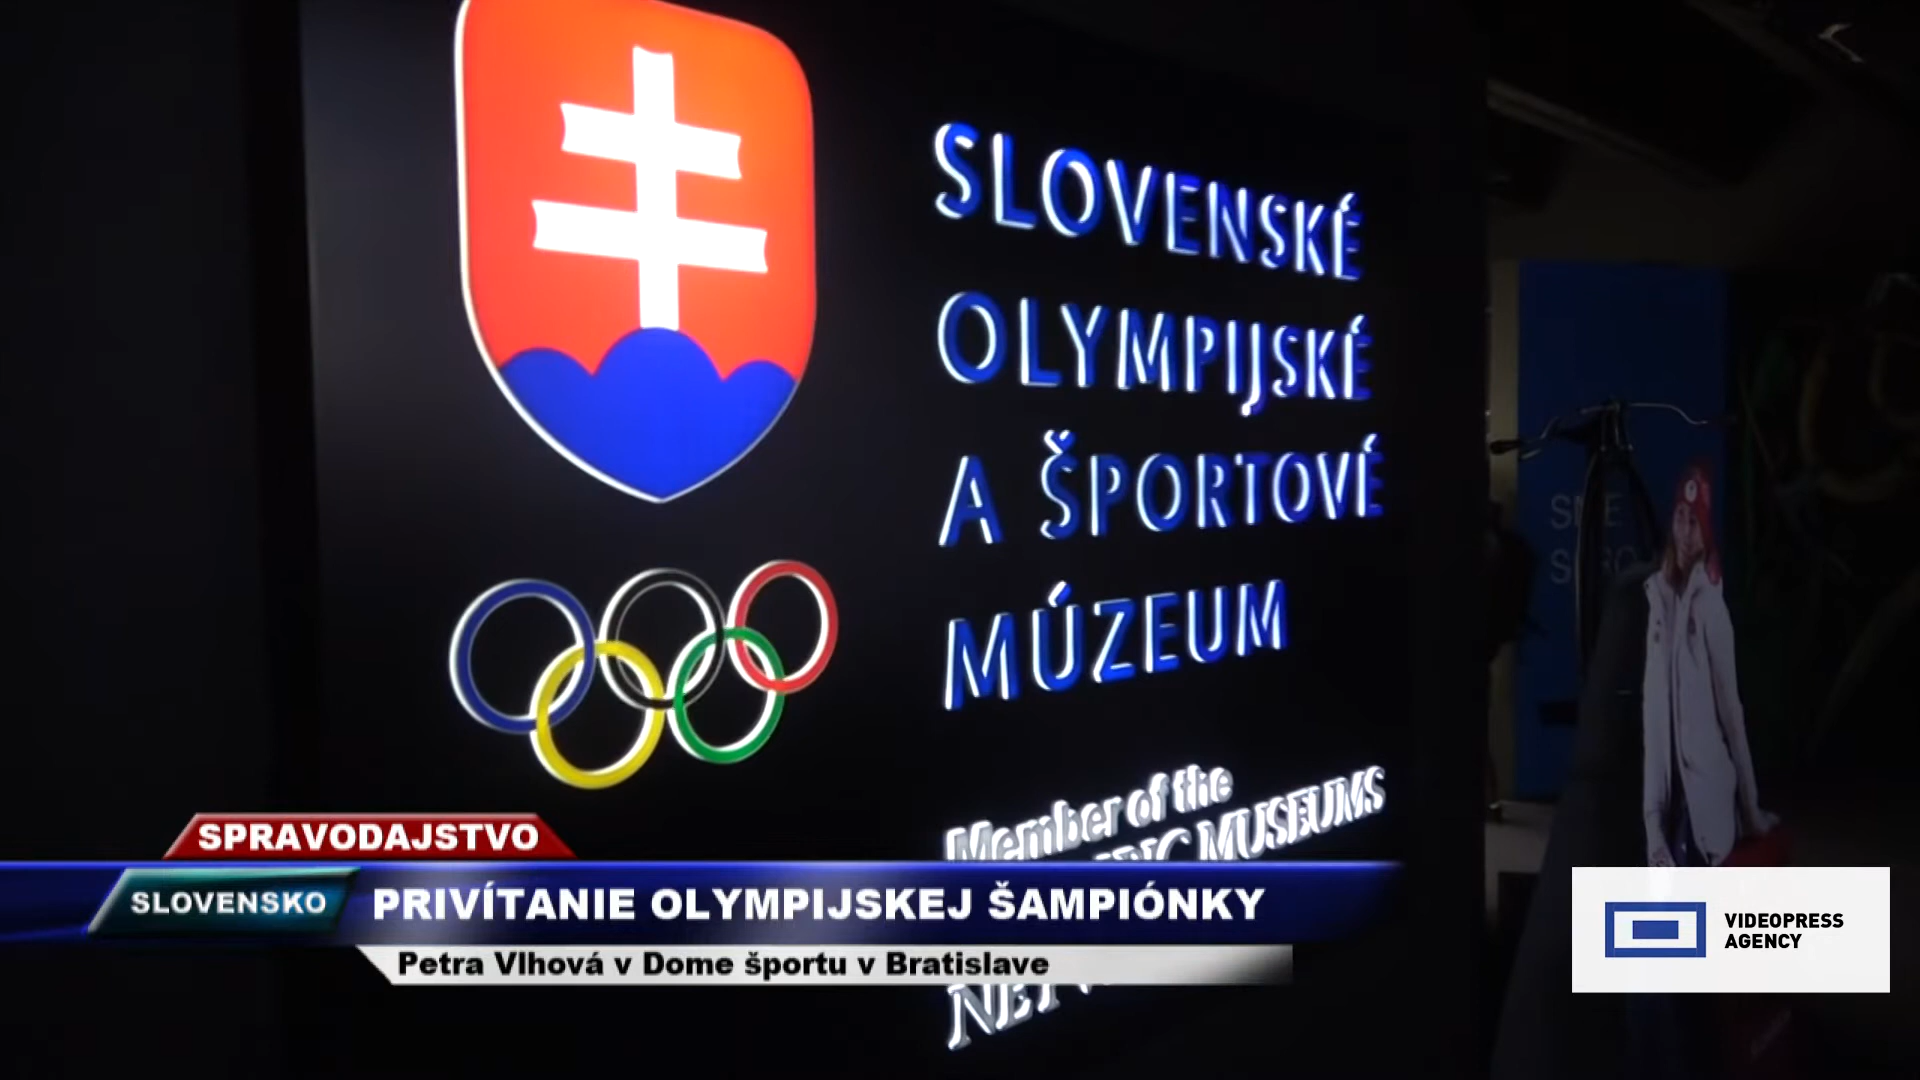 SLOVENSKÉ
OLYMPIJSKÉ
A ŠPORTOVÉ
MÚZEUM
Member of the
MUSEUMS
SPRAVODAJSTVO
SLOVENSKO
PRIVÍTANIE OLYMPIJSKEJ ŠAMPIÓNKY
Petra Vlhová v Dome športu v Bratislave
VIDEOPRESS
AGENCY